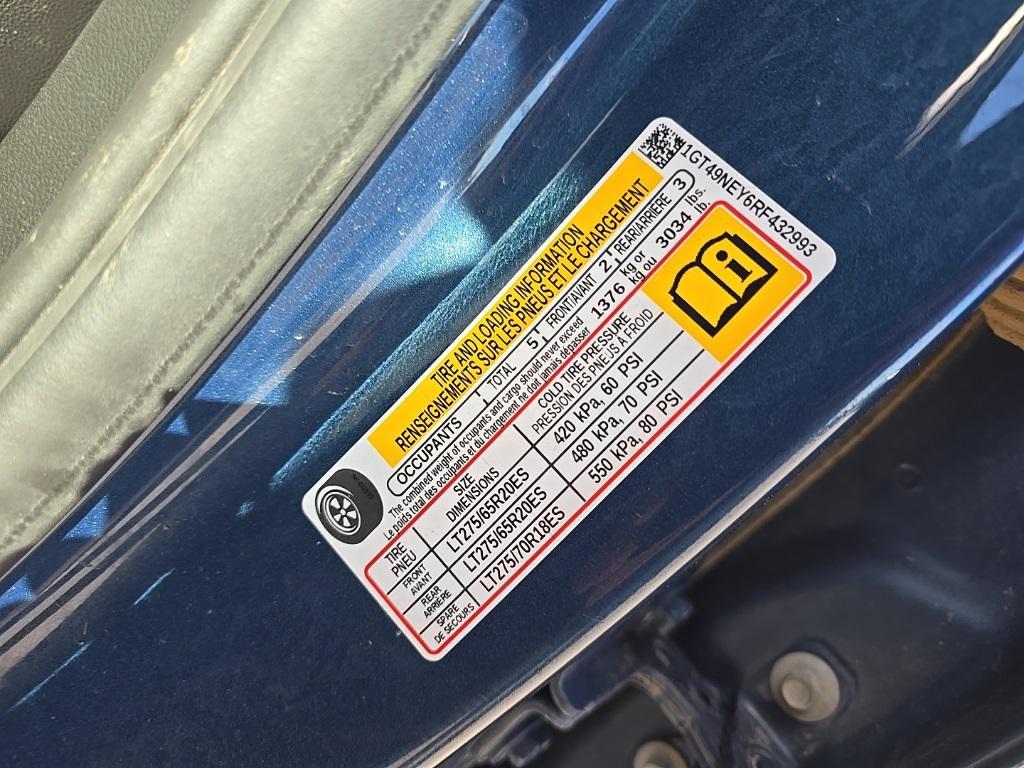 1GT49NEY6RF432993
TIRE AND LOADING INFORMATION
RENSEIGNEMENTS SUR LES PNEUS ET LE CHARGEMENT
OCCUPANTS TOTAL 5 FRONT/AVANT 2 REAR/ARRIÈRE 3
The combined weight of occupants and cargo should never exceed 1376 kg or 3034 lbs.
Le poids total des occupants et du chargement ne doit jamais dépasser kg ou lb.
TIRE SIZE COLD TIRE PRESSURE
PNEU DIMENSIONS PRESSION DES PNEUS À FROID
FRONT
AVANT LT275/65R20ES 420 kPa, 60 PSI
REAR
ARRIÈRE LT275/65R20ES 480 kPa, 70 PSI
SPARE
DE SECOURS LT275/70R18ES 550 kPa, 80 PSI